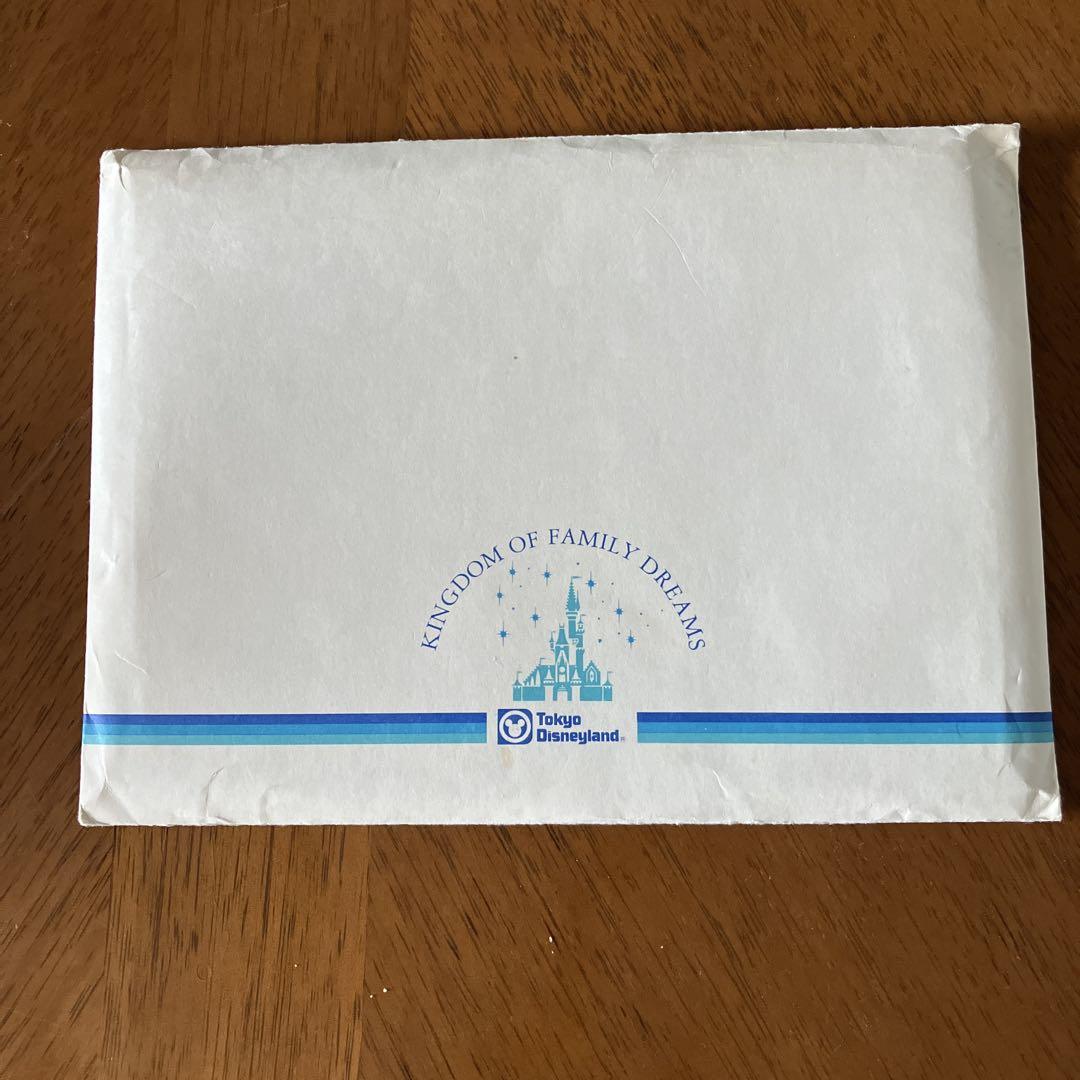 KINGDOM OF FAMILY DREAMS
Tokyo
Disneyland®